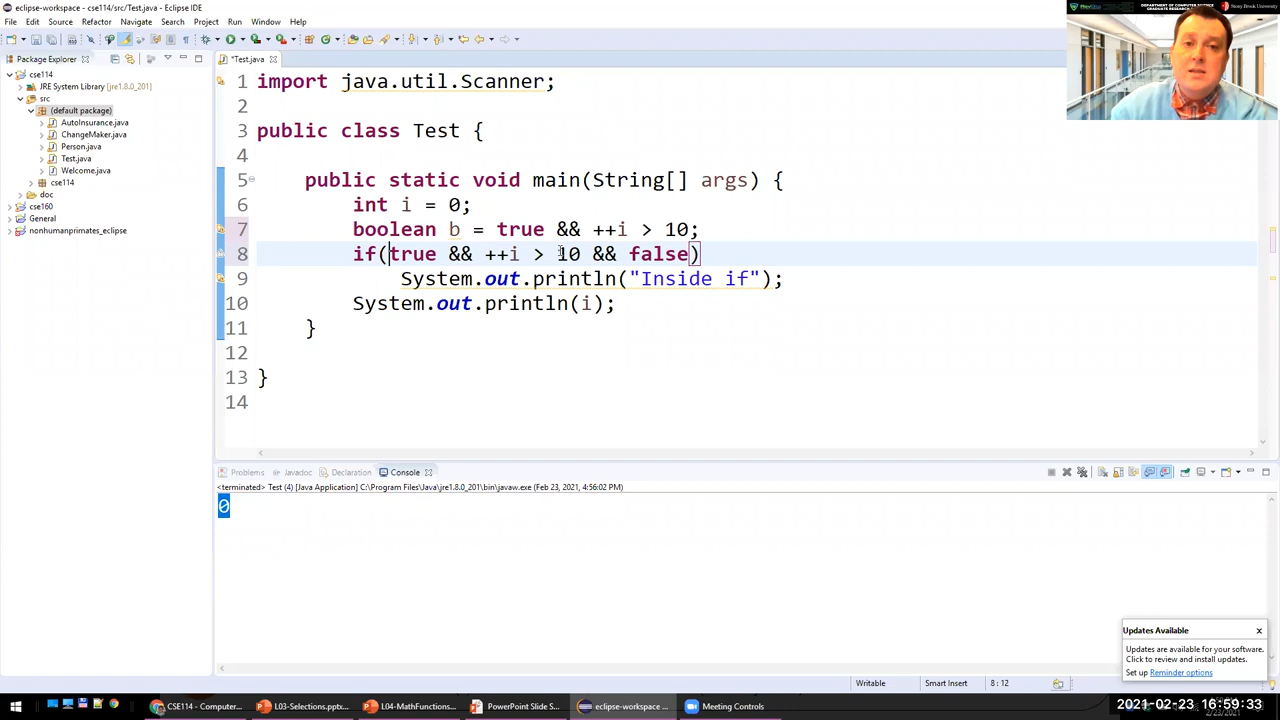 eclipse-workspace - cse114/src/Test.java - Eclipse IDE
File Edit Source Refactor Navigate Search Project Run Window Help
DEPARTMENT OF COMPUTER SCIENCE
Stony Brook University
Package Explorer
*Test.java
cse114
JRE System Library [jre1.8.0_201]
src
(default package)
AutoInsurance.java
ChangeMaker.java
Person.java
Test.java
Welcome.java
cse114
doc
cse160
General
nonhumanprimates_eclipse
1 import java.util.Scanner;
2
3 public class Test {
4
5 public static void main(String[] args) {
6 int i = 0;
7 boolean b = true && ++i > 10;
8 if(true && ++i > 10 && false)
9 System.out.println("Inside if");
10 System.out.println(i);
11 }
12
13 }
14
Problems Javadoc Declaration Console
<terminated> Test (4) [Java Application] C:\Program Files\Java\jre1.8.0_201\bin\javaw.exe (Feb 23, 2021, 4:56:02 PM)
0
Updates Available
Updates are available for your software.
Click to review and install updates.
Set up Reminder options
Writable Smart Insert 8 : 12
CSE114 - Computer... L03-Selections.pptx... L04-MathFunctions... PowerPoint Slide S... eclipse-workspace ... Meeting Controls
2021-02-23 16:59:33